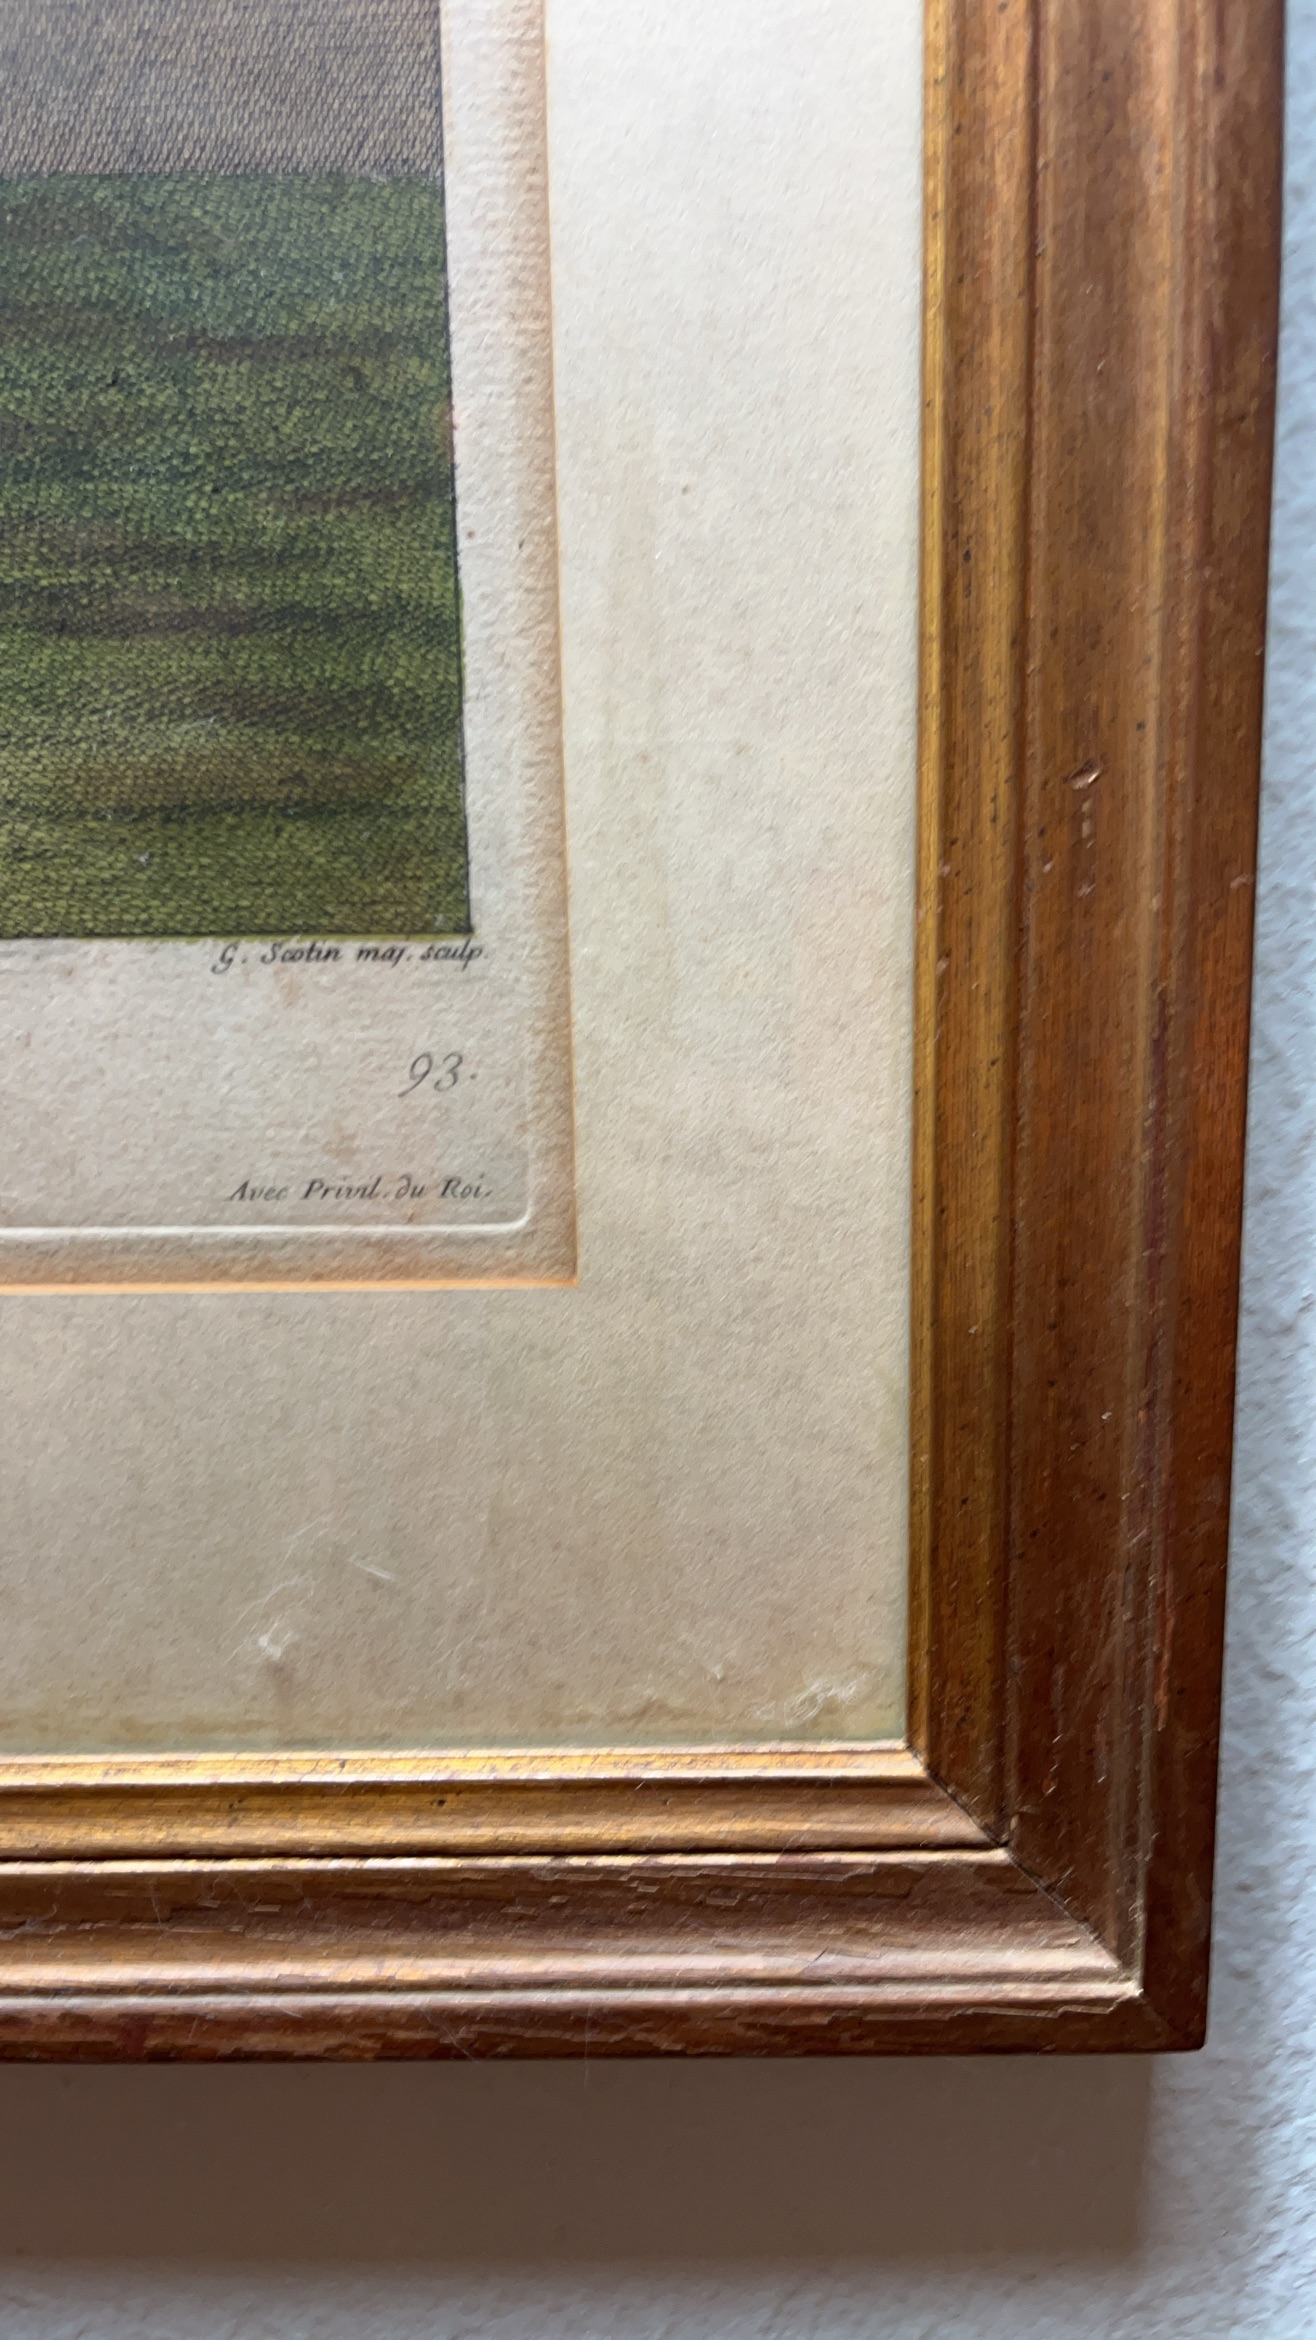 G. Scotin maj. sculp.
93.
Avec Privil. du Roi.